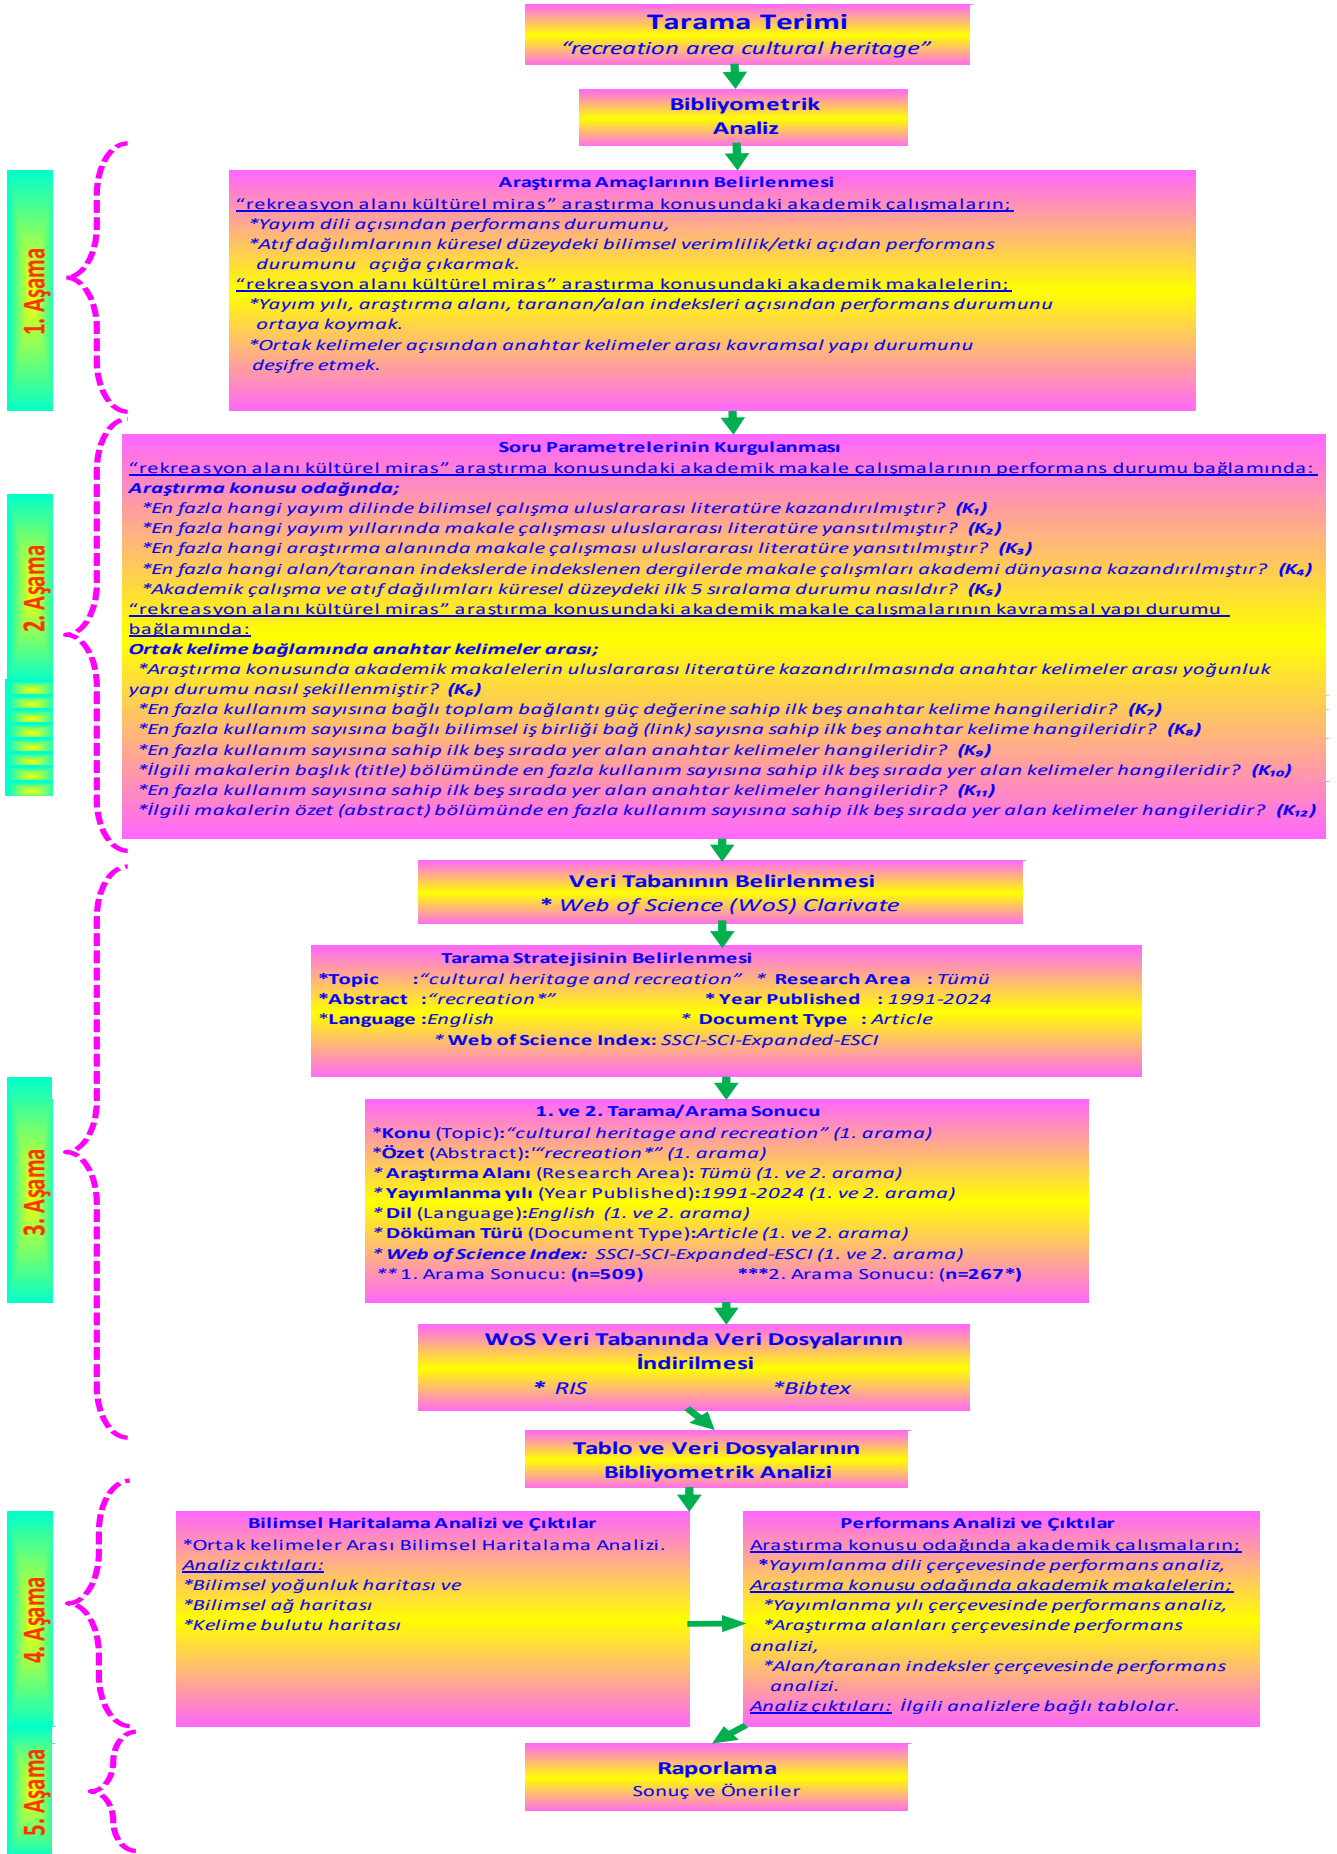 Tarama Terimi
“recreation area cultural heritage”
Bibliyometrik
Analiz
1. Aşama
Araştırma Amaçlarının Belirlenmesi
“rekreasyon alanı kültürel miras” araştırma konusundaki akademik çalışmaların;
*Yayım dili açısından performans durumunu,
*Atıf dağılımlarının küresel düzeydeki bilimsel verimlilik/etki açıdan performans
durumunu açığa çıkarmak.
“rekreasyon alanı kültürel miras” araştırma konusundaki akademik makalelerin;
*Yayım yılı, araştırma alanı, taranan/alan indeksleri açısından performans durumunu
ortaya koymak.
*Ortak kelimeler açısından anahtar kelimeler arası kavramsal yapı durumunu
deşifre etmek.
2. Aşama
Soru Parametrelerinin Kurgulanması
“rekreasyon alanı kültürel miras” araştırma konusundaki akademik makale çalışmalarının performans durumu bağlamında:
Araştırma konusu odağında;
*En fazla hangi yayım dilinde bilimsel çalışma uluslararası literatüre kazandırılmıştır? (K₁)
*En fazla hangi yayım yıllarında makale çalışması uluslararası literatüre yansıtılmıştır? (K₂)
*En fazla hangi araştırma alanında makale çalışması uluslararası literatüre yansıtılmıştır? (K₃)
*En fazla hangi alan/taranan indekslerde indekslenen dergilerde makale çalışmları akademi dünyasına kazandırılmıştır? (K₄)
*Akademik çalışma ve atıf dağılımları küresel düzeydeki ilk 5 sıralama durumu nasıldır? (K₅)
“rekreasyon alanı kültürel miras” araştırma konusundaki akademik makale çalışmalarının kavramsal yapı durumu
bağlamında:
Ortak kelime bağlamında anahtar kelimeler arası;
*Araştırma konusunda akademik makalelerin uluslararası literatüre kazandırılmasında anahtar kelimeler arası yoğunluk
yapı durumu nasıl şekillenmiştir? (K₆)
*En fazla kullanım sayısına bağlı toplam bağlantı güç değerine sahip ilk beş anahtar kelime hangileridir? (K₇)
*En fazla kullanım sayısına bağlı bilimsel iş birliği bağ (link) sayısna sahip ilk beş anahtar kelime hangileridir? (K₈)
*En fazla kullanım sayısına sahip ilk beş sırada yer alan anahtar kelimeler hangileridir? (K₉)
*İlgili makalerin başlık (title) bölümünde en fazla kullanım sayısına sahip ilk beş sırada yer alan kelimeler hangileridir? (K₁₀)
*En fazla kullanım sayısına sahip ilk beş sırada yer alan anahtar kelimeler hangileridir? (K₁₁)
*İlgili makalerin özet (abstract) bölümünde en fazla kullanım sayısına sahip ilk beş sırada yer alan kelimeler hangileridir? (K₁₂)
3. Aşama
Veri Tabanının Belirlenmesi
* Web of Science (WoS) Clarivate
Tarama Stratejisinin Belirlenmesi
*Topic :“cultural heritage and recreation” * Research Area : Tümü
*Abstract :“recreation*” * Year Published : 1991-2024
*Language :English * Document Type : Article
* Web of Science Index: SSCI-SCI-Expanded-ESCI
1. ve 2. Tarama/Arama Sonucu
*Konu (Topic):“cultural heritage and recreation” (1. arama)
*Özet (Abstract):'“recreation*” (1. arama)
* Araştırma Alanı (Research Area): Tümü (1. ve 2. arama)
* Yayımlanma yılı (Year Published):1991-2024 (1. ve 2. arama)
* Dil (Language):English (1. ve 2. arama)
* Döküman Türü (Document Type):Article (1. ve 2. arama)
* Web of Science Index: SSCI-SCI-Expanded-ESCI (1. ve 2. arama)
** 1. Arama Sonucu: (n=509) ***2. Arama Sonucu: (n=267*)
WoS Veri Tabanında Veri Dosyalarının
İndirilmesi
* RIS *Bibtex
Tablo ve Veri Dosyalarının
Bibliyometrik Analizi
4. Aşama
Bilimsel Haritalama Analizi ve Çıktılar
*Ortak kelimeler Arası Bilimsel Haritalama Analizi.
Analiz çıktıları:
*Bilimsel yoğunluk haritası ve
*Bilimsel ağ haritası
*Kelime bulutu haritası
Performans Analizi ve Çıktılar
Araştırma konusu odağında akademik çalışmaların;
*Yayımlanma dili çerçevesinde performans analiz,
Araştırma konusu odağında akademik makalelerin;
*Yayımlanma yılı çerçevesinde performans analiz,
*Araştırma alanları çerçevesinde performans
analizi,
*Alan/taranan indeksler çerçevesinde performans
analizi.
Analiz çıktıları: İlgili analizlere bağlı tablolar.
5. Aşama
Raporlama
Sonuç ve Öneriler